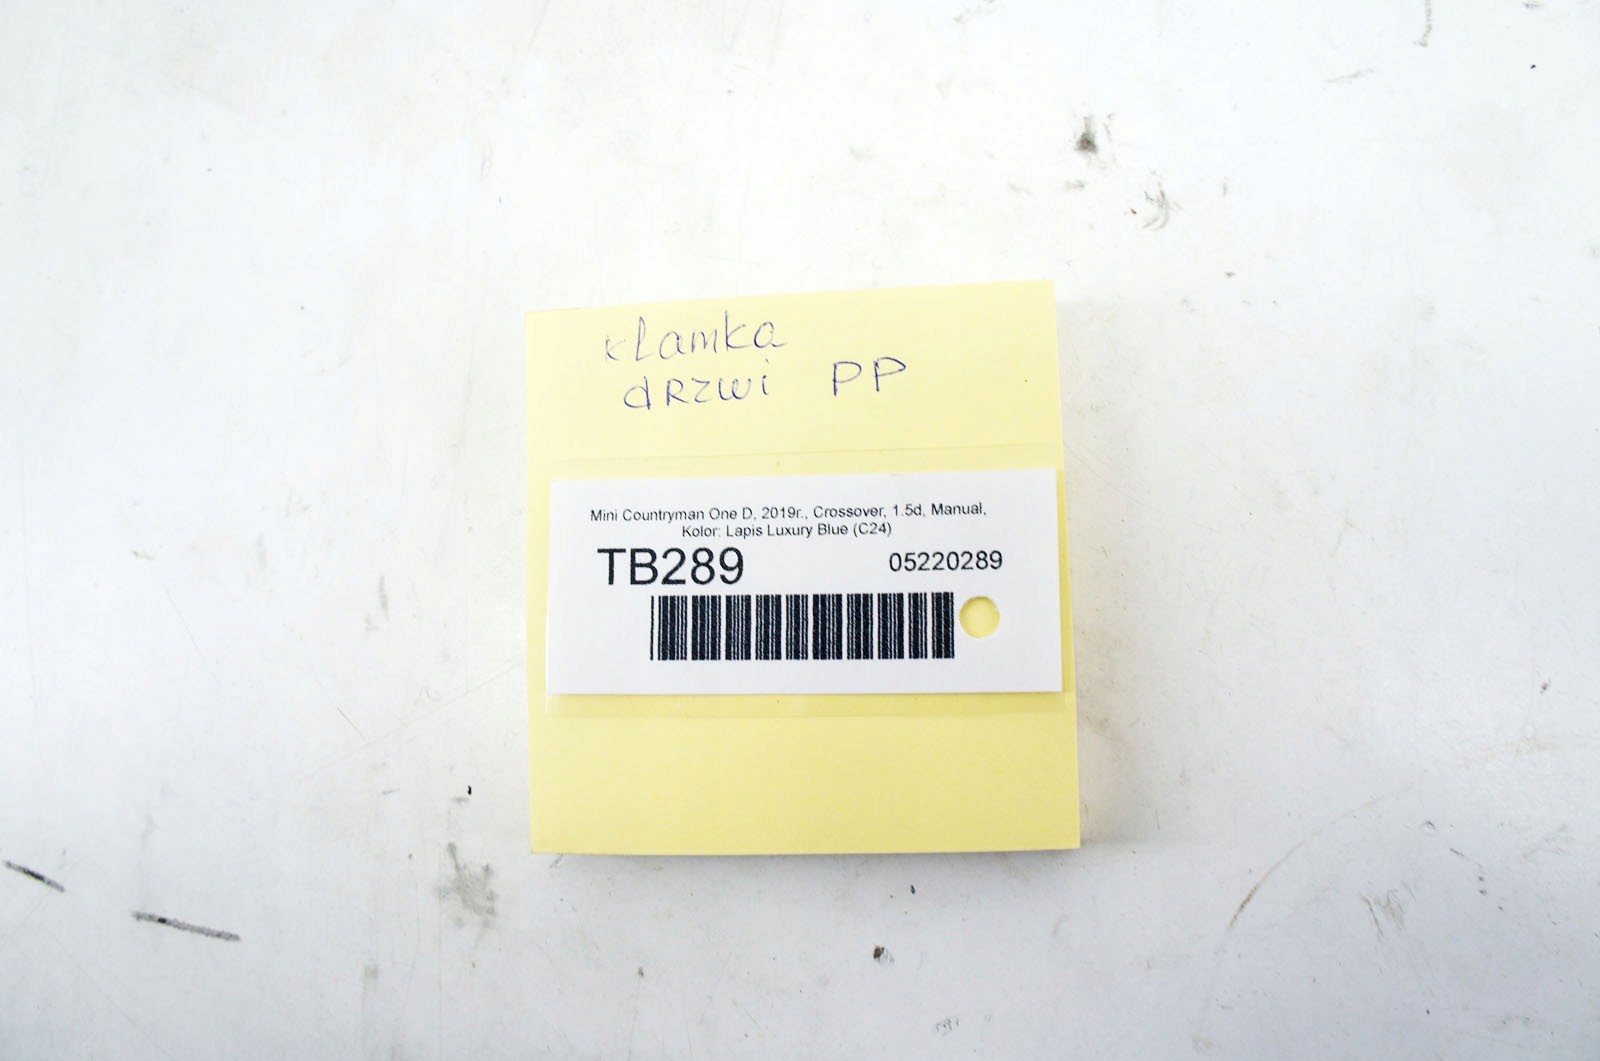 klamka
drzwi PP
Mini Countryman One D, 2019r., Crossover, 1.5d, Manual,
Kolor: Lapis Luxury Blue (C24)
TB289 05220289